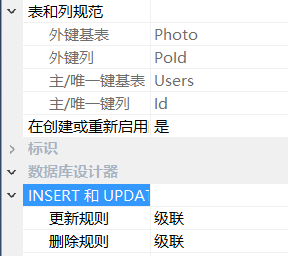 表和列规范
外键基表 Photo
外键列 PoId
主/唯一键基表 Users
主/唯一键列 Id
在创建或重新启用 是
标识
数据库设计器
INSERT 和 UPDAT
更新规则 级联
删除规则 级联